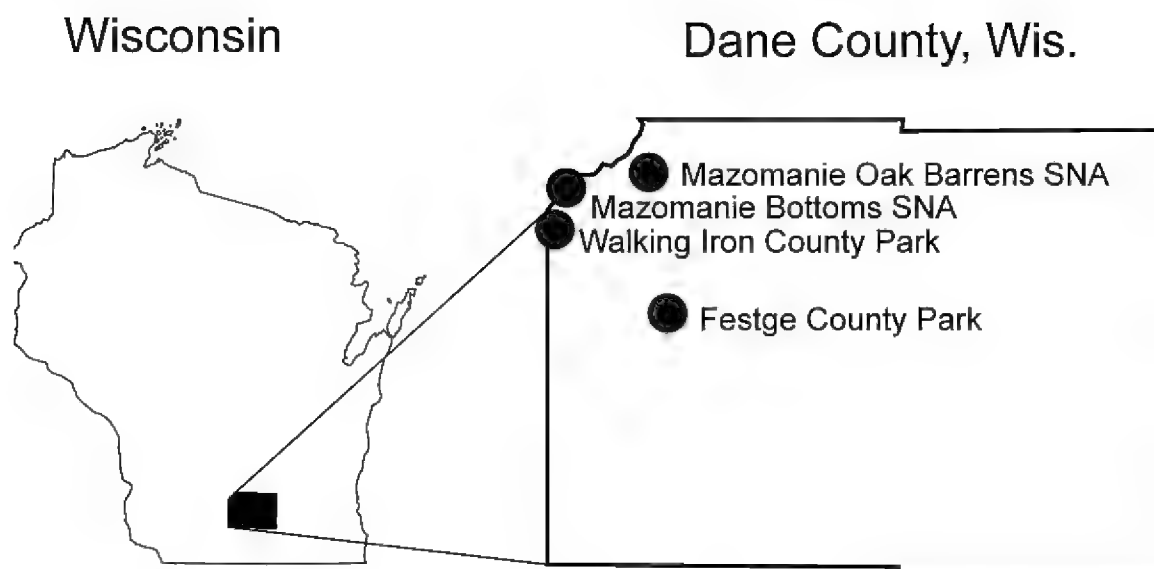 Wisconsin
Dane County, Wis.
Mazomanie Oak Barrens SNA
Mazomanie Bottoms SNA
Walking Iron County Park
Festge County Park